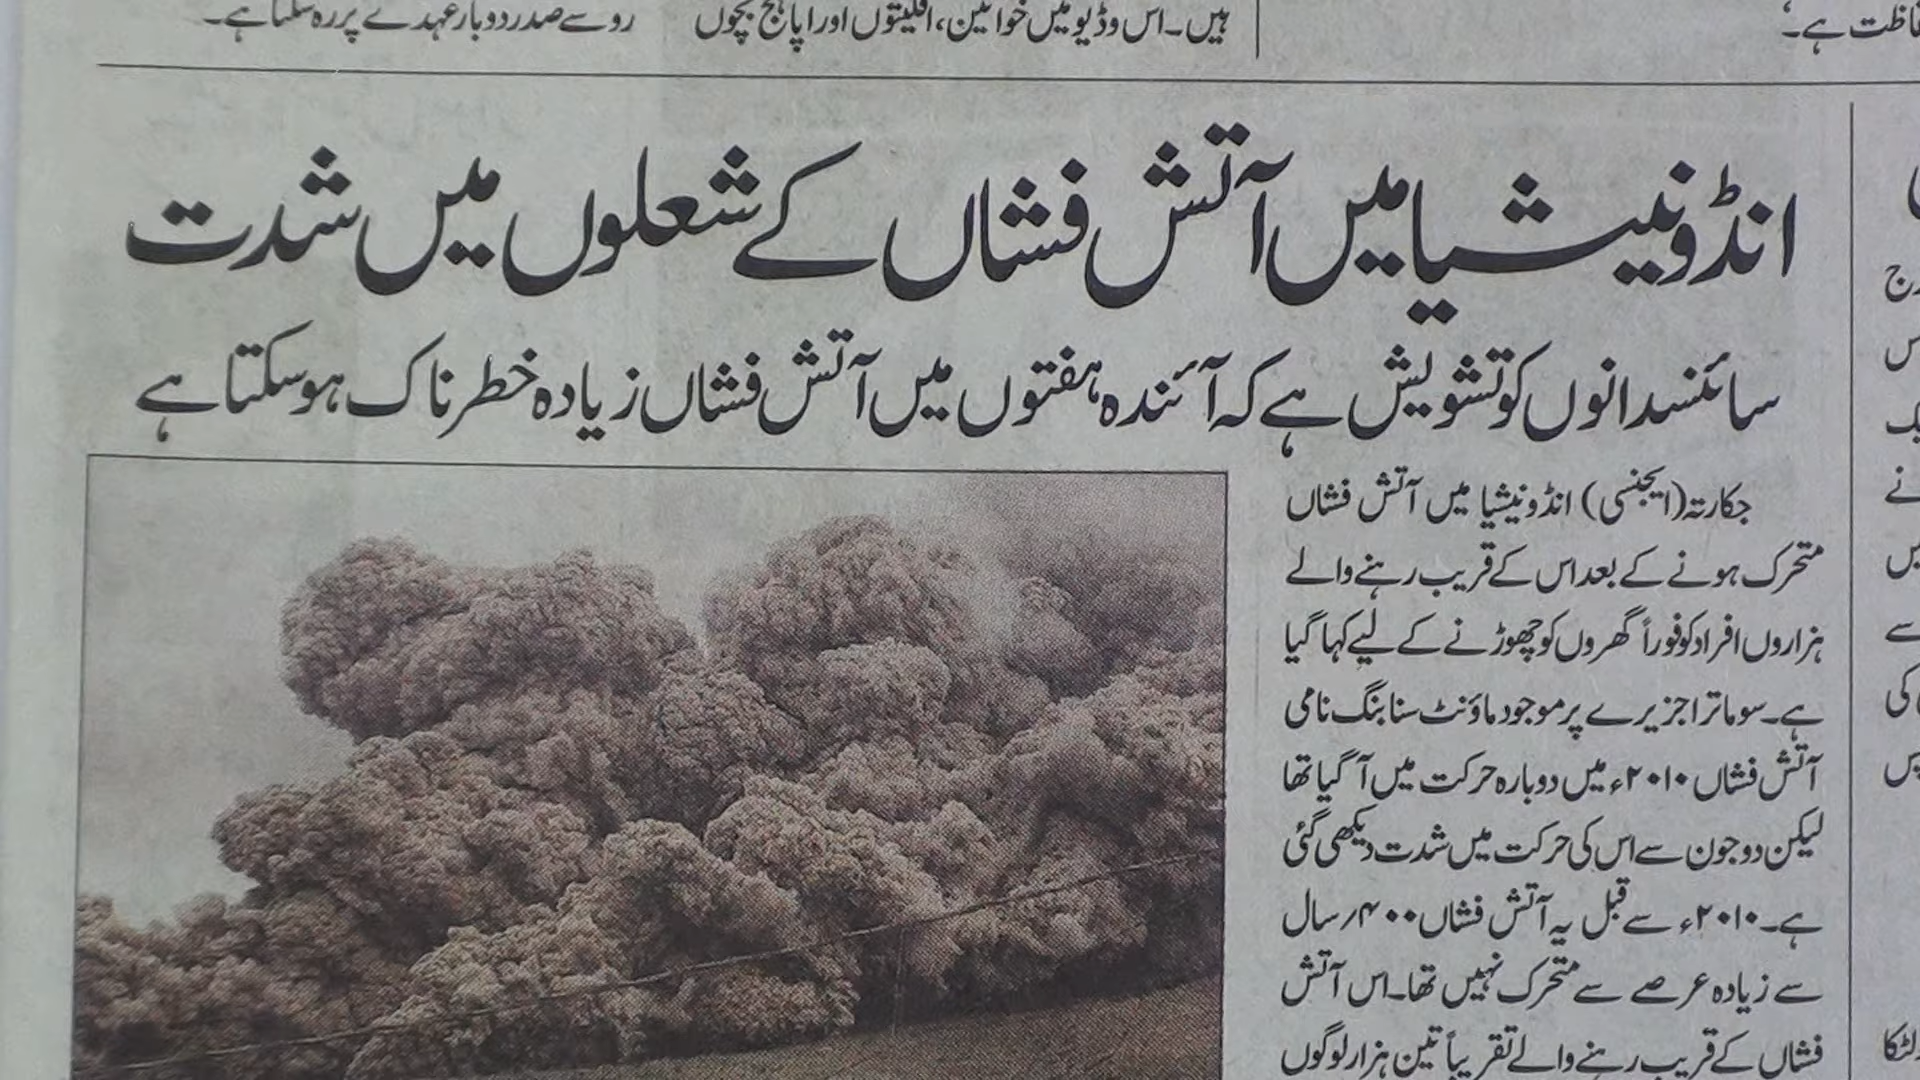 ہیں۔ اس وڈیو میں خواتین، اقلیتوں اور اپاہج بچوں
رو سے صدر دوبار عہدے پر رہ سکتا ہے۔
انڈونیشیا میں آتش فشاں کے شعلوں میں شدت
سائنسدانوں کو تشویش ہے کہ آئندہ ہفتوں میں آتش فشاں زیادہ خطرناک ہو سکتا ہے
جکارتہ (ایجنسی) انڈونیشیا میں آتش فشاں
متحرک ہونے کے بعد اس کے قریب رہنے والے
ہزاروں افراد کو فوراً گھروں کو چھوڑنے کے لیے کہا گیا
ہے۔ سوماترا جزیرے پر موجود ماؤنٹ سنابنگ نامی
آتش فشاں ۲۰۱۰ء میں دوبارہ حرکت میں آ گیا تھا
لیکن دو جون سے اس کی حرکت میں شدت دیکھی گئی
ہے۔ ۲۰۱۰ء سے قبل یہ آتش فشاں ۴۰۰؍ سال
سے زیادہ عرصے سے متحرک نہیں تھا۔ اس آتش
فشاں کے قریب رہنے والے تقریباً تین ہزار لوگوں